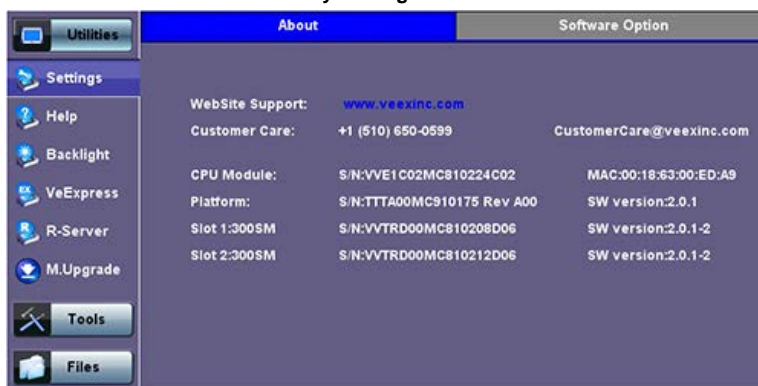 Utilities
Settings
Help
Backlight
VeExpress
R-Server
M.Upgrade
Tools
Files
About
Software Option
WebSite Support: www.veexinc.com
Customer Care: +1 (510) 650-0599 CustomerCare@veexinc.com
CPU Module: S/N:VVE1C02MC810224C02 MAC:00:18:63:00:ED:A9
Platform: S/N:TTTA00MC910175 Rev A00 SW version:2.0.1
Slot 1:300SM S/N:VVTRD00MC810208D06 SW version:2.0.1-2
Slot 2:300SM S/N:VVTRD00MC810212D06 SW version:2.0.1-2